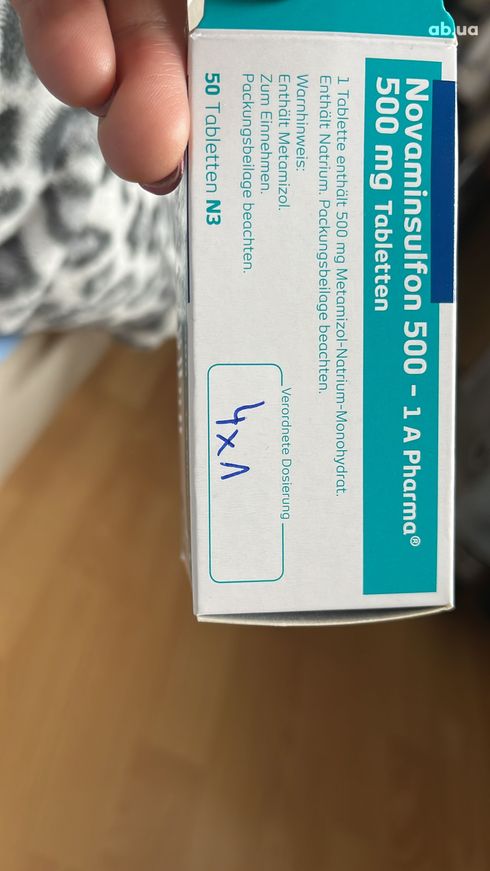 ab.ua
Novaminsulfon 500 – 1 A Pharma®
500 mg Tabletten
1 Tablette enthält 500 mg Metamizol-Natrium-Monohydrat.
Enthält Natrium. Packungsbeilage beachten.
Warnhinweis:
Enthält Metamizol.
Zum Einnehmen.
Packungsbeilage beachten.
50 Tabletten N3
Verordnete Dosierung
4x1